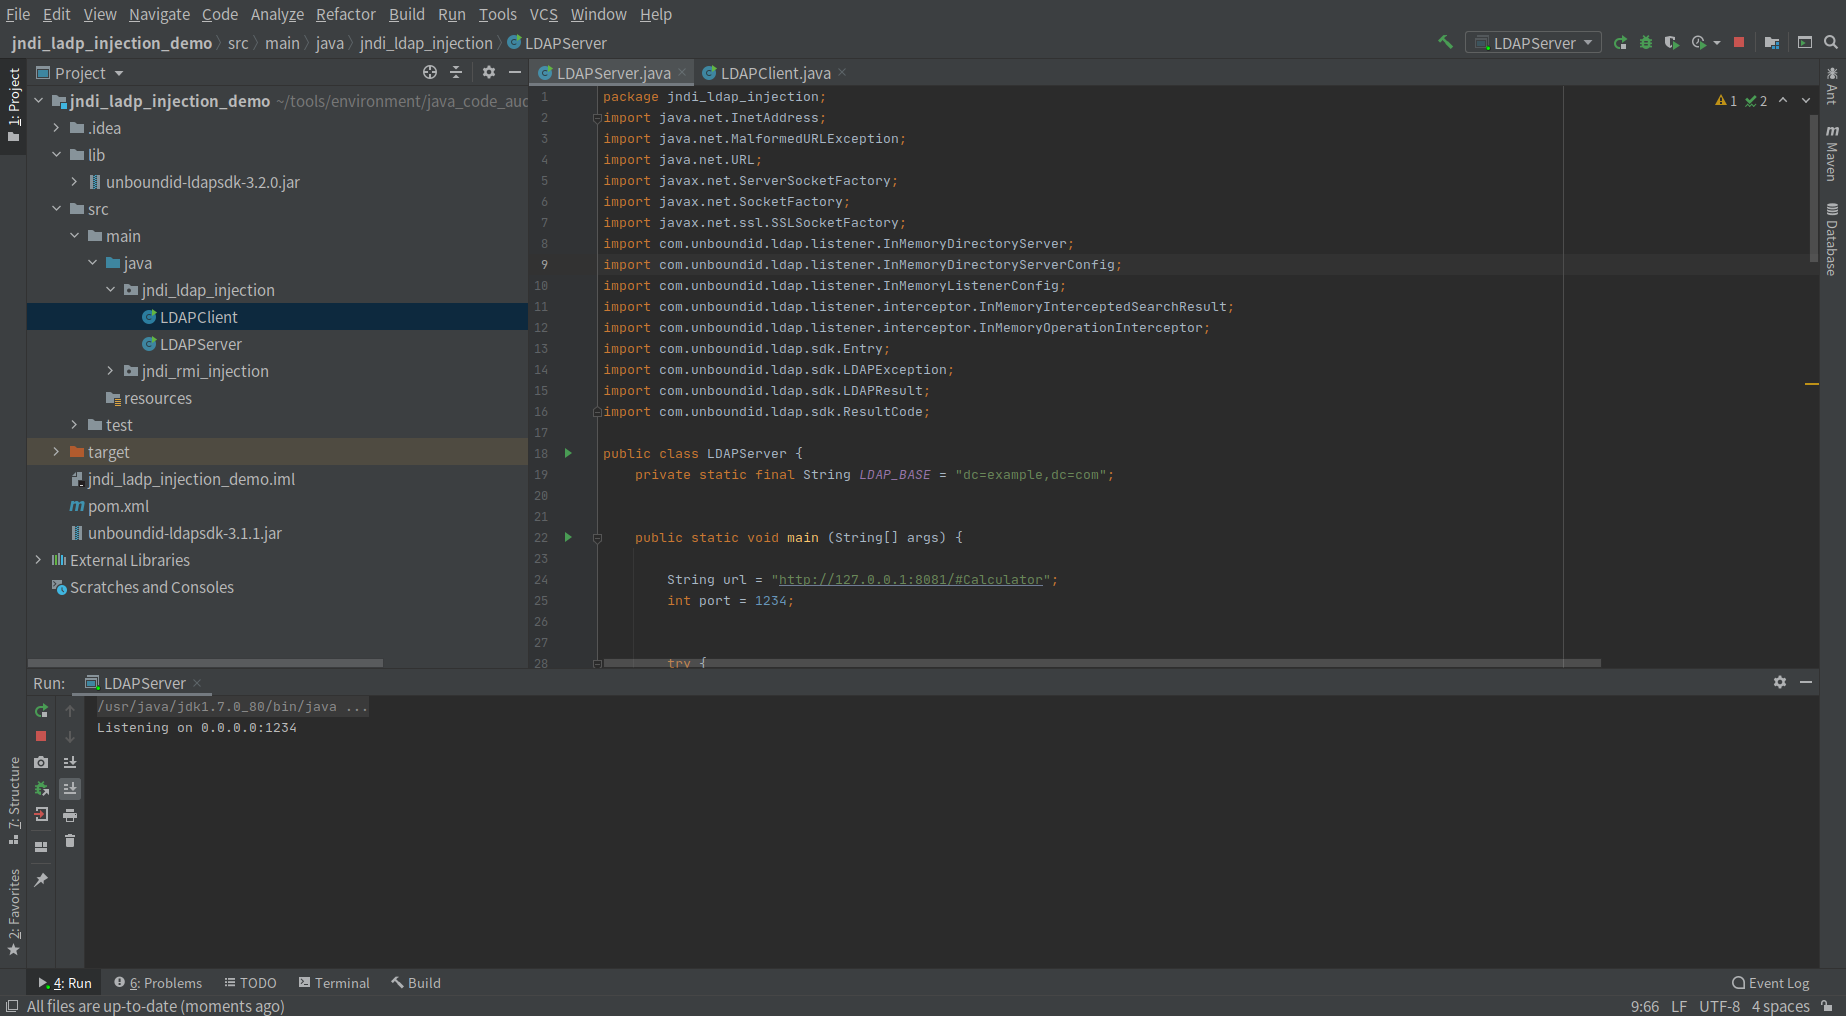 File Edit View Navigate Code Analyze Refactor Build Run Tools VCS Window Help
jndi_ladp_injection_demo src main java jndi_ldap_injection LDAPServer
LDAPServer
1: Project
Project
jndi_ladp_injection_demo ~/tools/environment/java_code_aud
.idea
lib
unboundid-ldapsdk-3.2.0.jar
src
main
java
jndi_ldap_injection
LDAPClient
LDAPServer
jndi_rmi_injection
resources
test
target
jndi_ladp_injection_demo.iml
pom.xml
unboundid-ldapsdk-3.1.1.jar
External Libraries
Scratches and Consoles
LDAPServer.java LDAPClient.java
1 2
1 package jndi_ldap_injection;
2 import java.net.InetAddress;
3 import java.net.MalformedURLException;
4 import java.net.URL;
5 import javax.net.ServerSocketFactory;
6 import javax.net.SocketFactory;
7 import javax.net.ssl.SSLSocketFactory;
8 import com.unboundid.ldap.listener.InMemoryDirectoryServer;
9 import com.unboundid.ldap.listener.InMemoryDirectoryServerConfig;
10 import com.unboundid.ldap.listener.InMemoryListenerConfig;
11 import com.unboundid.ldap.listener.interceptor.InMemoryInterceptedSearchResult;
12 import com.unboundid.ldap.listener.interceptor.InMemoryOperationInterceptor;
13 import com.unboundid.ldap.sdk.Entry;
14 import com.unboundid.ldap.sdk.LDAPException;
15 import com.unboundid.ldap.sdk.LDAPResult;
16 import com.unboundid.ldap.sdk.ResultCode;
17
18 public class LDAPServer {
19 private static final String LDAP_BASE = "dc=example,dc=com";
20
21
22 public static void main (String[] args) {
23
24 String url = "http://127.0.0.1:8081/#Calculator";
25 int port = 1234;
26
27
28 try {
Ant
Maven
Database
Run: LDAPServer
/usr/java/jdk1.7.0_80/bin/java ...
Listening on 0.0.0.0:1234
7: Structure
2: Favorites
4: Run 6: Problems TODO Terminal Build Event Log
All files are up-to-date (moments ago) 9:66 LF UTF-8 4 spaces